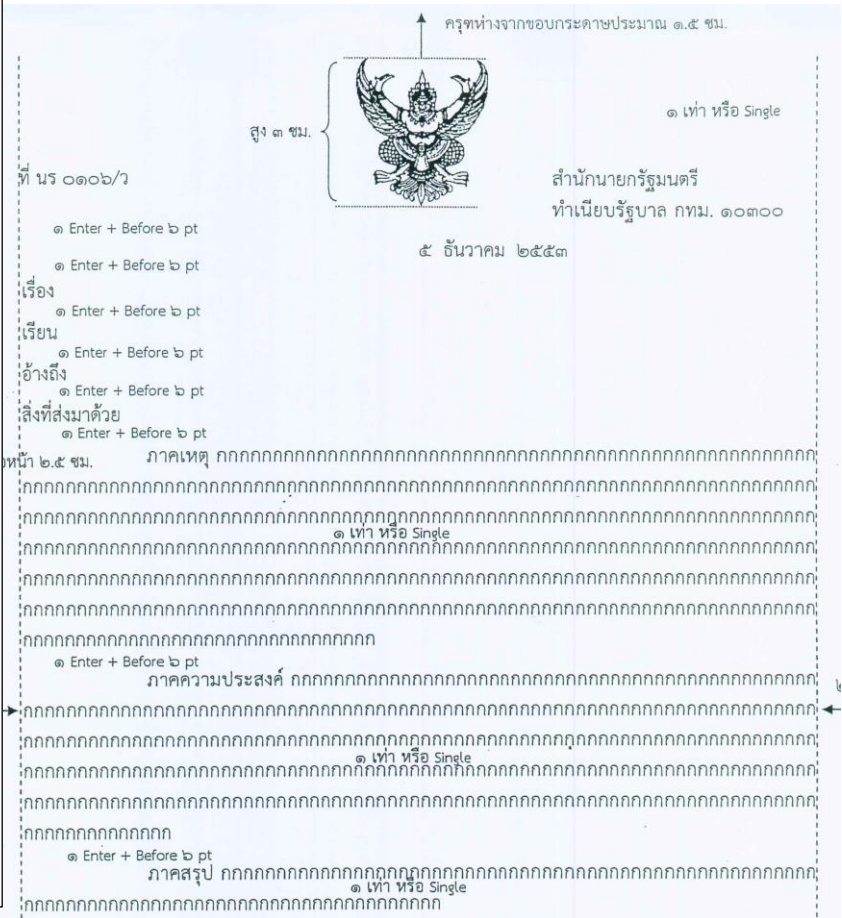 ครุฑห่างจากขอบกระดาษประมาณ ๑.๕ ซม.
๑ เท่า หรือ Single
สูง ๓ ซม.
ที่ นร ๐๑๐๖/ว
สำนักนายกรัฐมนตรี
ทำเนียบรัฐบาล กทม. ๑๐๓๐๐
๑ Enter + Before ๖ pt
๕ ธันวาคม ๒๕๕๓
๑ Enter + Before ๖ pt
เรื่อง
๑ Enter + Before ๖ pt
เรียน
๑ Enter + Before ๖ pt
อ้างถึง
๑ Enter + Before ๖ pt
สิ่งที่ส่งมาด้วย
๑ Enter + Before ๖ pt
หน้า ๒.๕ ซม.
ภาคเหตุ กกกกกกกกกกกกกกกกกกกกกกกกกกกกกกกกกกกกกกกกกกกกกกกกกกกกกกก
กกกกกกกกกกกกกกกกกกกกกกกกกกกกกกกกกกกกกกกกกกกกกกกกกกกกกกกกกกกกกกกกกกกกกกกกกก
กกกกกกกกกกกกกกกกกกกกกกกกกกกกกกกกกกกกกกกกกกกกกกกกกกกกกกกกกกกกกกกกกกกกกกกกกก
๑ เท่า หรือ Single
กกกกกกกกกกกกกกกกกกกกกกกกกกกกกกกกกกกกกกกกกกกกกกกกกกกกกกกกกกกกกกกกกกกกกกกกกก
กกกกกกกกกกกกกกกกกกกกกกกกกกกกกกกกกกกกกกกกกกกกกกกกกกกกกกกกกกกกกกกกกกกกกกกกกก
กกกกกกกกกกกกกกกกกกกกกกกกกกกกกกกกกกกกกกกกกกกกกกกกกกกกกกกกกกกกกกกกกกกกกกกกกก
กกกกกกกกกกกกกกกกกกกกกกกกกกกกกกกกก
๑ Enter + Before ๖ pt
ภาคความประสงค์ กกกกกกกกกกกกกกกกกกกกกกกกกกกกกกกกกกกกกกกกกกกกกกกกก
กกกกกกกกกกกกกกกกกกกกกกกกกกกกกกกกกกกกกกกกกกกกกกกกกกกกกกกกกกกกกกกกกกกกกกกกกก
กกกกกกกกกกกกกกกกกกกกกกกกกกกกกกกกกกกกกกกกกกกกกกกกกกกกกกกกกกกกกกกกกกกกกกกกกก
๑ เท่า หรือ Single
กกกกกกกกกกกกกกกกกกกกกกกกกกกกกกกกกกกกกกกกกกกกกกกกกกกกกกกกกกกกกกกกกกกกกกกกกก
กกกกกกกกกกกกกกกกกกกกกกกกกกกกกกกกกกกกกกกกกกกกกกกกกกกกกกกกกกกกกกกกกกกกกกกกกก
กกกกกกกกกกกกกก
๑ Enter + Before ๖ pt
ภาคสรุป กกกกกกกกกกกกกกกกกกกกกกกกกกกกกกกกกกกกกกกกกกกกกกกกกกกกกกก
๑ เท่า หรือ Single
กกกกกกกกกกกกกกกกกกกกกกกกกกกกกกกกกกกกกกก